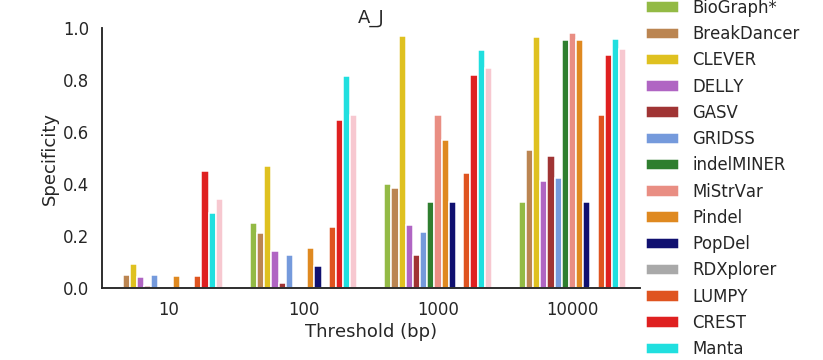 A_J
1.0
0.8
0.6
0.4
0.2
0.0
Specificity
10
100
1000
10000
Threshold (bp)
BioGraph*
BreakDancer
CLEVER
DELLY
GASV
GRIDSS
indelMINER
MiStrVar
Pindel
PopDel
RDXplorer
LUMPY
CREST
Manta